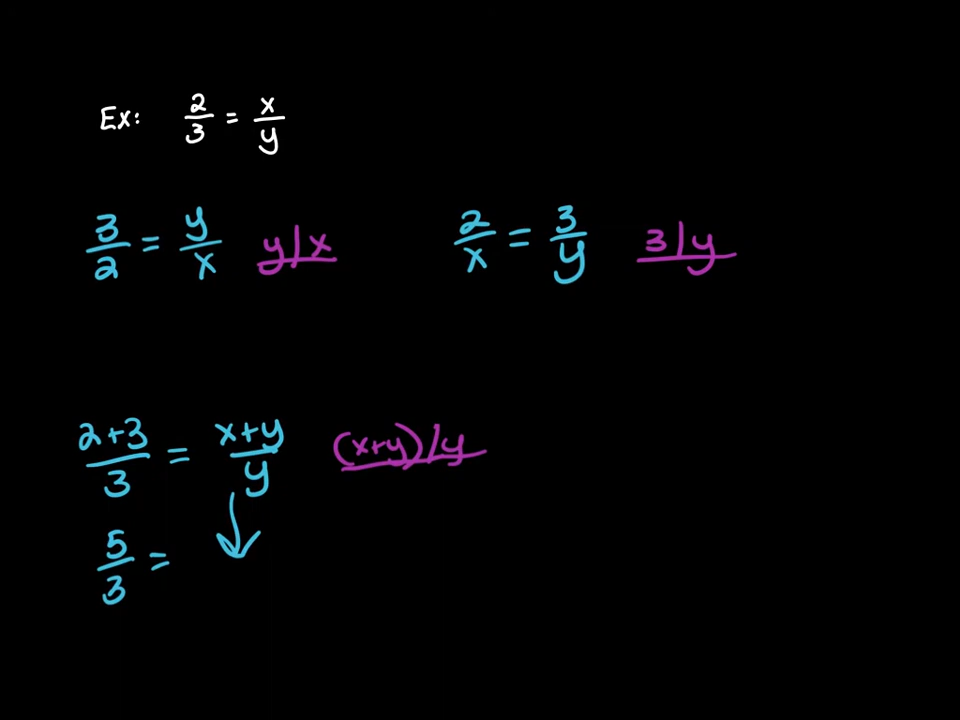 Ex: 2/3 = x/y
3/2 = y/x y/x 2/x = 3/y 3/y
(2+3)/3 = (x+y)/y (x+y)/y
5/3 =